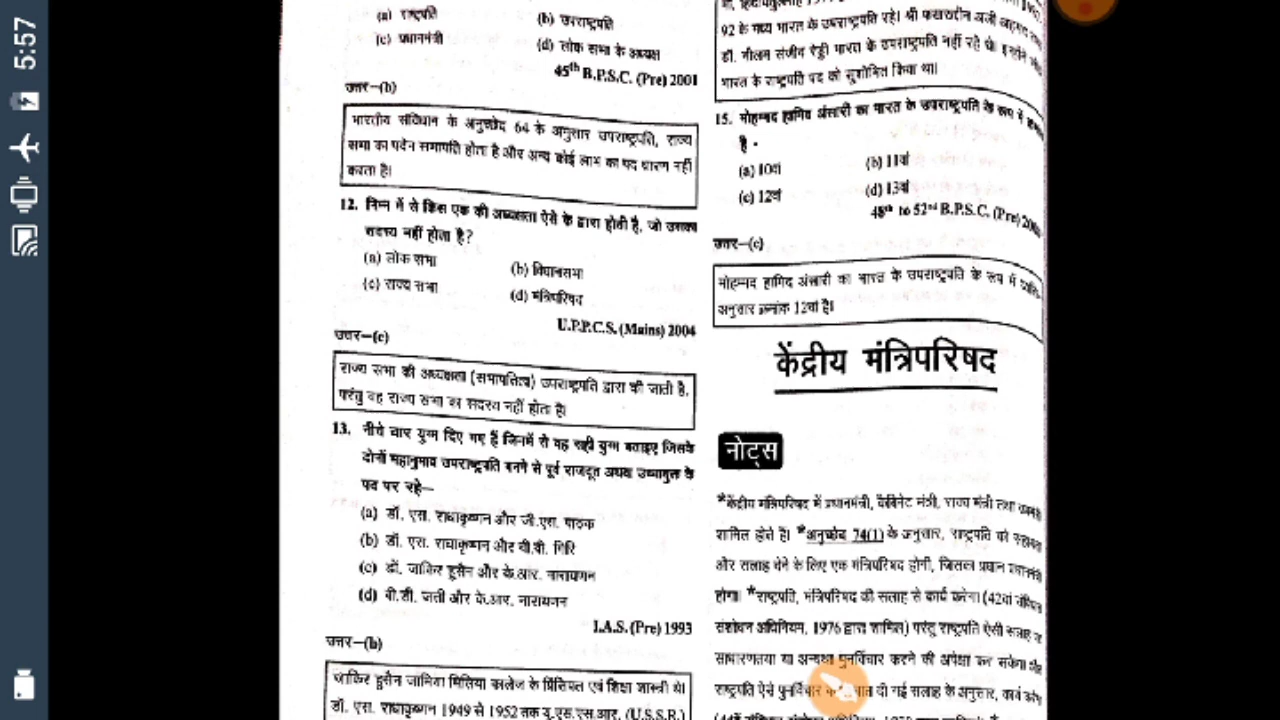 5:57
(a) राष्ट्रपति
(b) उपराष्ट्रपति
(c) प्रधानमंत्री
(d) लोक सभा के अध्यक्ष
45th B.P.S.C. (Pre) 2001
उत्तर—(b)
भारतीय संविधान के अनुच्छेद 64 के अनुसार उपराष्ट्रपति, राज्य
सभा का पदेन सभापति होता है और अन्य कोई लाभ का पद धारण नहीं
करता है।
12. निम्न में से किस एक की अध्यक्षता ऐसे के द्वारा होती है, जो उसका
सदस्य नहीं होता है?
(a) लोक सभा
(b) विधानसभा
(c) राज्य सभा
(d) मंत्रिपरिषद
U.P.P.C.S. (Mains) 2004
उत्तर—(c)
राज्य सभा की अध्यक्षता (सभापतित्व) उपराष्ट्रपति द्वारा की जाती है,
परंतु वह राज्य सभा का सदस्य नहीं होता है।
13. नीचे चार युग्म दिए गए हैं जिनमें से वह सही युग्म बताइए जिसके
दोनों महानुभाव उपराष्ट्रपति बनने से पूर्व राजदूत अथवा उच्चायुक्त के
पद पर रहे—
(a) डॉ. एस. राधाकृष्णन और जी.एस. पाठक
(b) डॉ. एस. राधाकृष्णन और वी.वी. गिरि
(c) डॉ. जाकिर हुसैन और के.आर. नारायणन
(d) बी.डी. जत्ती और के.आर. नारायणन
I.A.S. (Pre) 1993
उत्तर—(b)
जाकिर हुसैन जामिया मिलिया कालेज के प्रिंसिपल एवं शिक्षा शास्त्री थे।
डॉ. एस. राधाकृष्णन 1949 से 1952 तक यू.एस.एस.आर. (U.S.S.R.)
92 के मध्य भारत के उपराष्ट्रपति रहे। श्री फखरुद्दीन अली अहमद
डॉ. नीलम संजीव रेड्डी भारत के उपराष्ट्रपति नहीं रहे थे। इन्होंने
भारत के राष्ट्रपति पद को सुशोभित किया था।
15. मोहम्मद हामिद अंसारी का भारत के उपराष्ट्रपति के रूप में
है -
(a) 10वां
(b) 11वां
(c) 12वां
(d) 13वां
48th to 52nd B.P.S.C. (Pre)
उत्तर—(c)
मोहम्मद हामिद अंसारी का भारत के उपराष्ट्रपति के रूप में
अनुसार क्रमांक 12वां है।
केंद्रीय मंत्रिपरिषद
नोट्स
*केंद्रीय मंत्रिपरिषद में प्रधानमंत्री, कैबिनेट मंत्री, राज्य मंत्री तथा
शामिल होते हैं। *अनुच्छेद 74(1) के अनुसार, राष्ट्रपति को सहायता
और सलाह देने के लिए एक मंत्रिपरिषद होगी, जिसका प्रधान प्रधानमंत्री
होगा। *राष्ट्रपति, मंत्रिपरिषद की सलाह से कार्य करेगा (42वां
संशोधन अधिनियम, 1976 द्वारा शामिल) परंतु राष्ट्रपति ऐसी सलाह
साधारणतया या अन्यथा पुनर्विचार करने की अपेक्षा कर सकेगा और
राष्ट्रपति ऐसे पुनर्विचार दी गई सलाह के अनुसार, कार्य